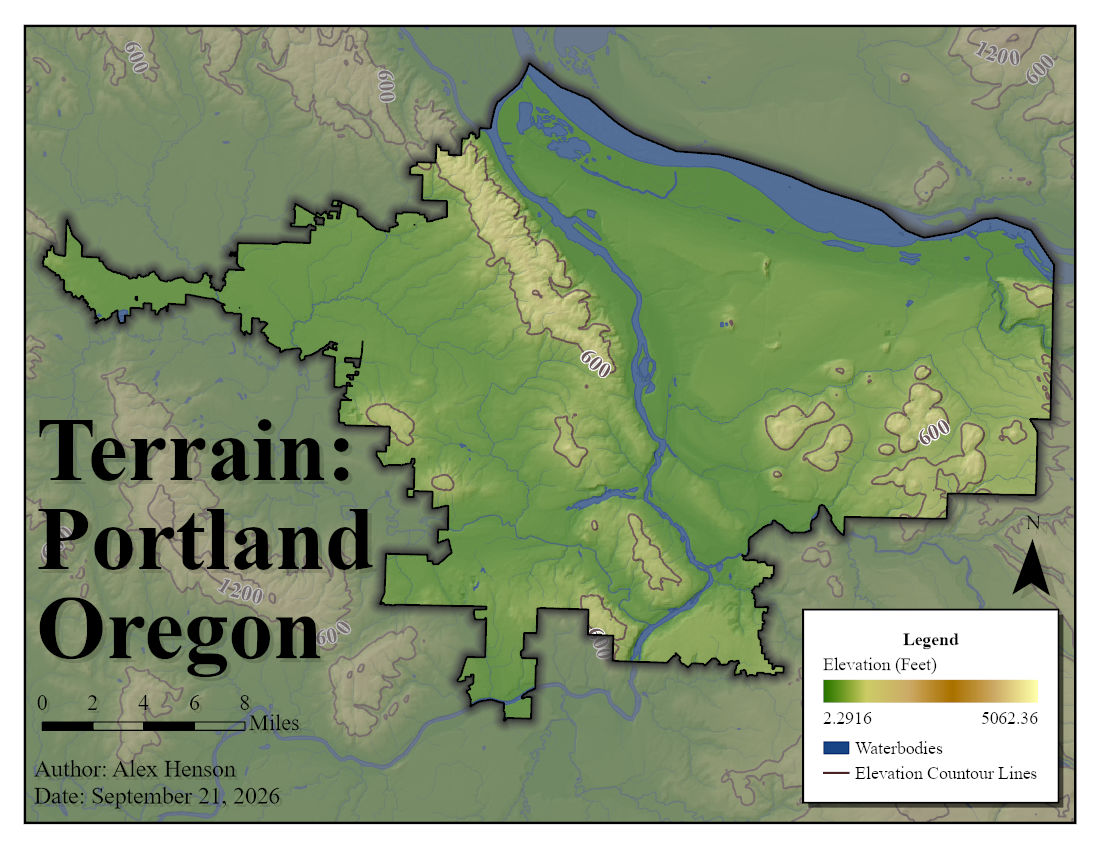 600
600
1200
600
600
600
Terrain:
Portland
Oregon
1200
600
600
N
0 2 4 6 8
Miles
Author: Alex Henson
Date: September 21, 2026
Legend
Elevation (Feet)
2.2916 5062.36
Waterbodies
Elevation Countour Lines